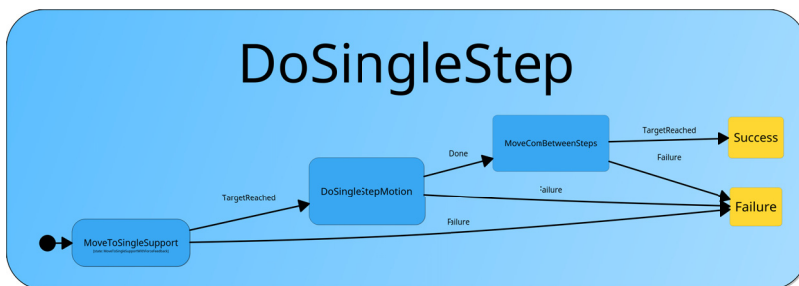 DoSingleStep
TargetReached
Success
MoveComBetweenSteps
Done
Failure
DoSingleStepMotion
TargetReached
Failure
Failure
MoveToSingleSupport
Failure